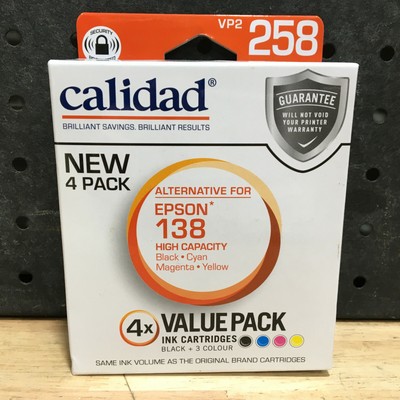 SECURITY
VP2 258
calidad®
BRILLIANT SAVINGS. BRILLIANT RESULTS
GUARANTEE
WILL NOT VOID
YOUR PRINTER
WARRANTY
NEW
4 PACK
ALTERNATIVE FOR
EPSON*
138
HIGH CAPACITY
Black • Cyan
Magenta • Yellow
4x VALUE PACK
INK CARTRIDGES
BLACK + 3 COLOUR
SAME INK VOLUME AS THE ORIGINAL BRAND CARTRIDGES